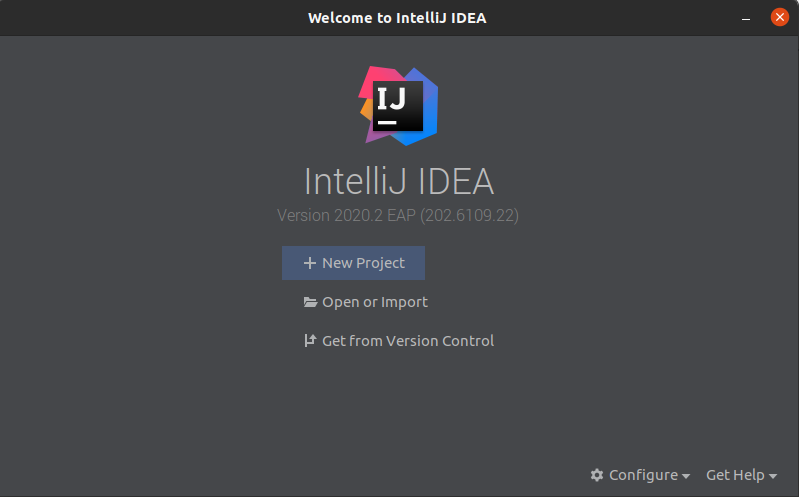 Welcome to IntelliJ IDEA
IJ
IntelliJ IDEA
Version 2020.2 EAP (202.6109.22)
New Project
Open or Import
Get from Version Control
Configure Get Help